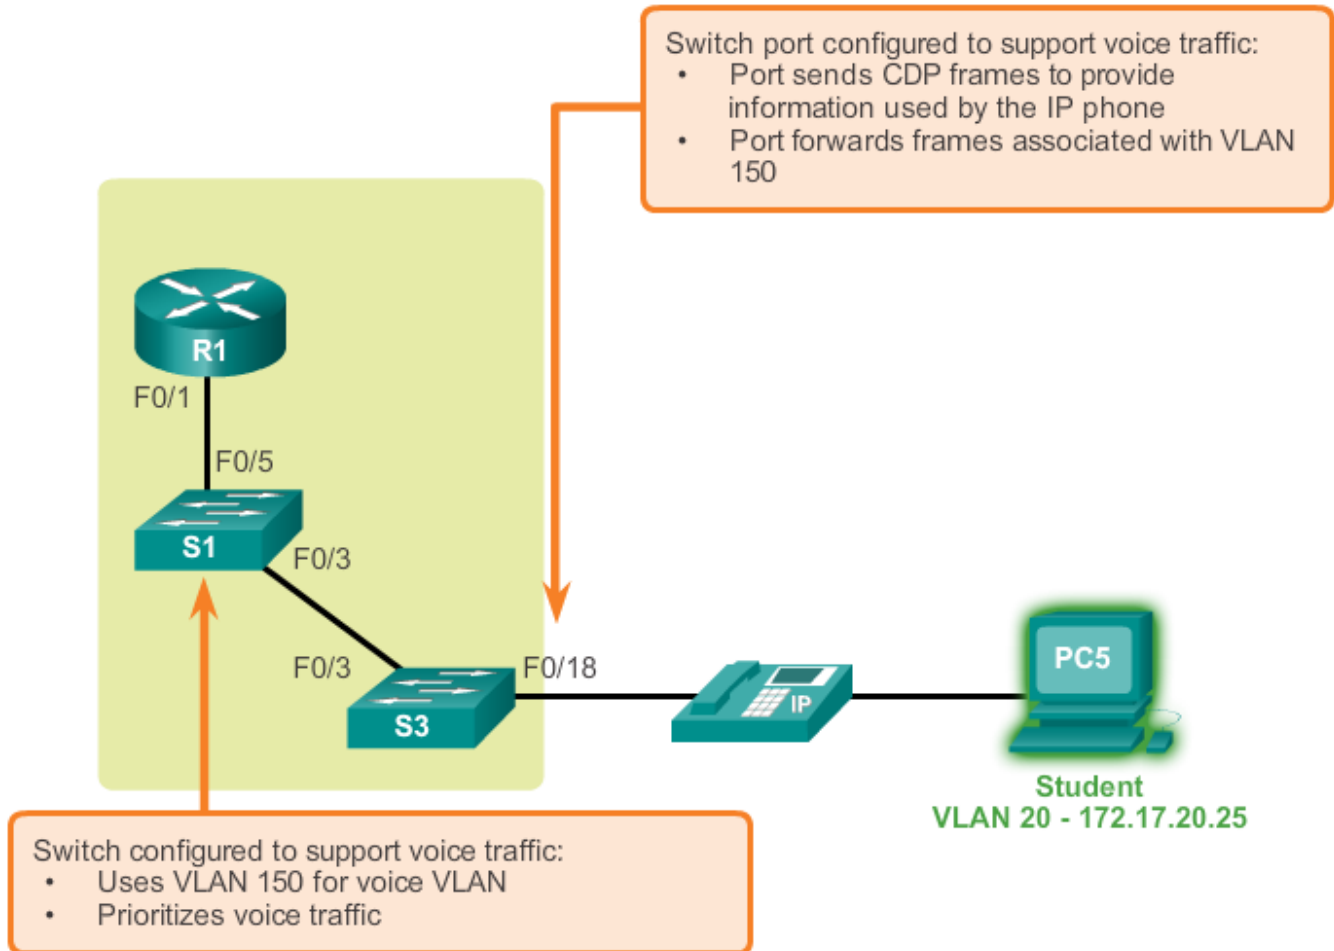 Switch port configured to support voice traffic:
• Port sends CDP frames to provide
information used by the IP phone
• Port forwards frames associated with VLAN
150
R1
F0/1
F0/5
S1
F0/3
F0/3
F0/18
S3
IP
PC5
Student
VLAN 20 - 172.17.20.25
Switch configured to support voice traffic:
• Uses VLAN 150 for voice VLAN
• Prioritizes voice traffic